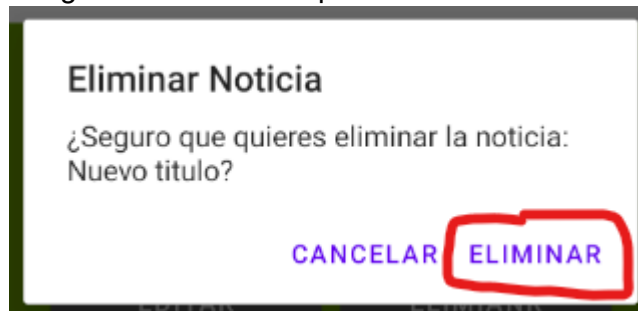 Eliminar Noticia
¿Seguro que quieres eliminar la noticia:
Nuevo titulo?
CANCELAR ELIMINAR